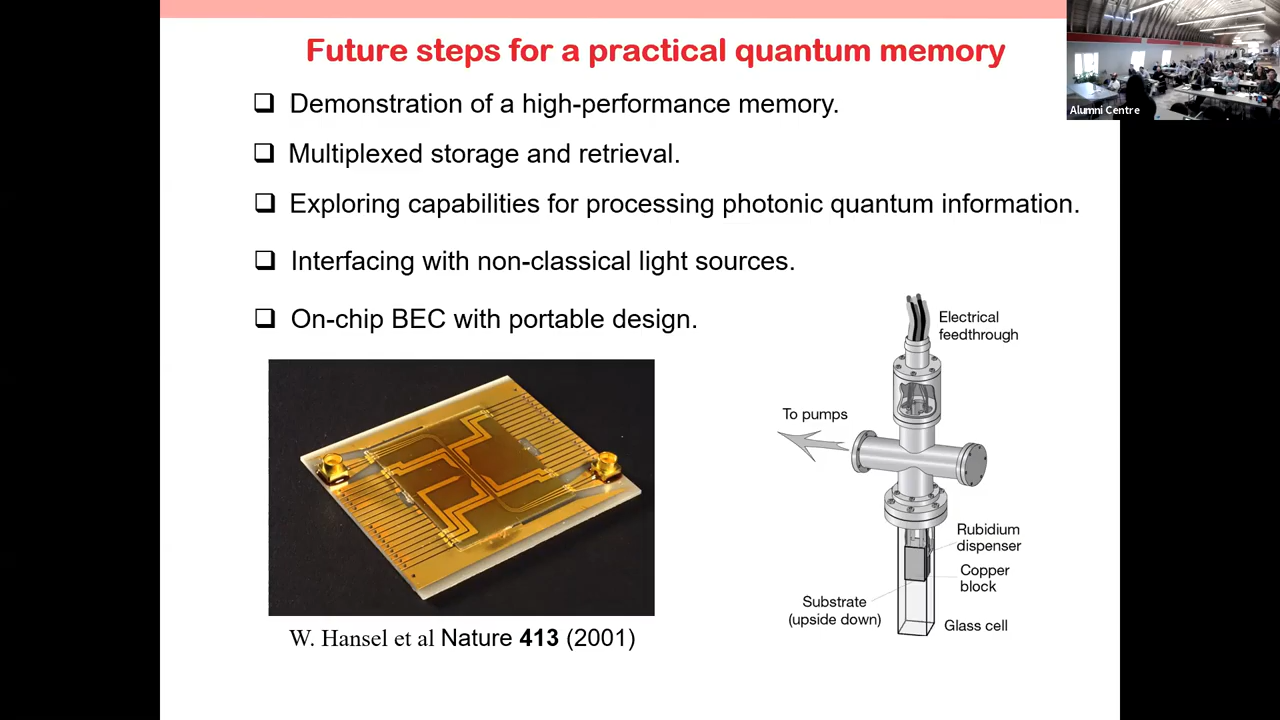 Future steps for a practical quantum memory
Alumni Centre
Demonstration of a high-performance memory.
Multiplexed storage and retrieval.
Exploring capabilities for processing photonic quantum information.
Interfacing with non-classical light sources.
On-chip BEC with portable design.
Electrical
feedthrough
To pumps
Rubidium
dispenser
Copper
block
Substrate
(upside down)
Glass cell
W. Hansel et al Nature 413 (2001)